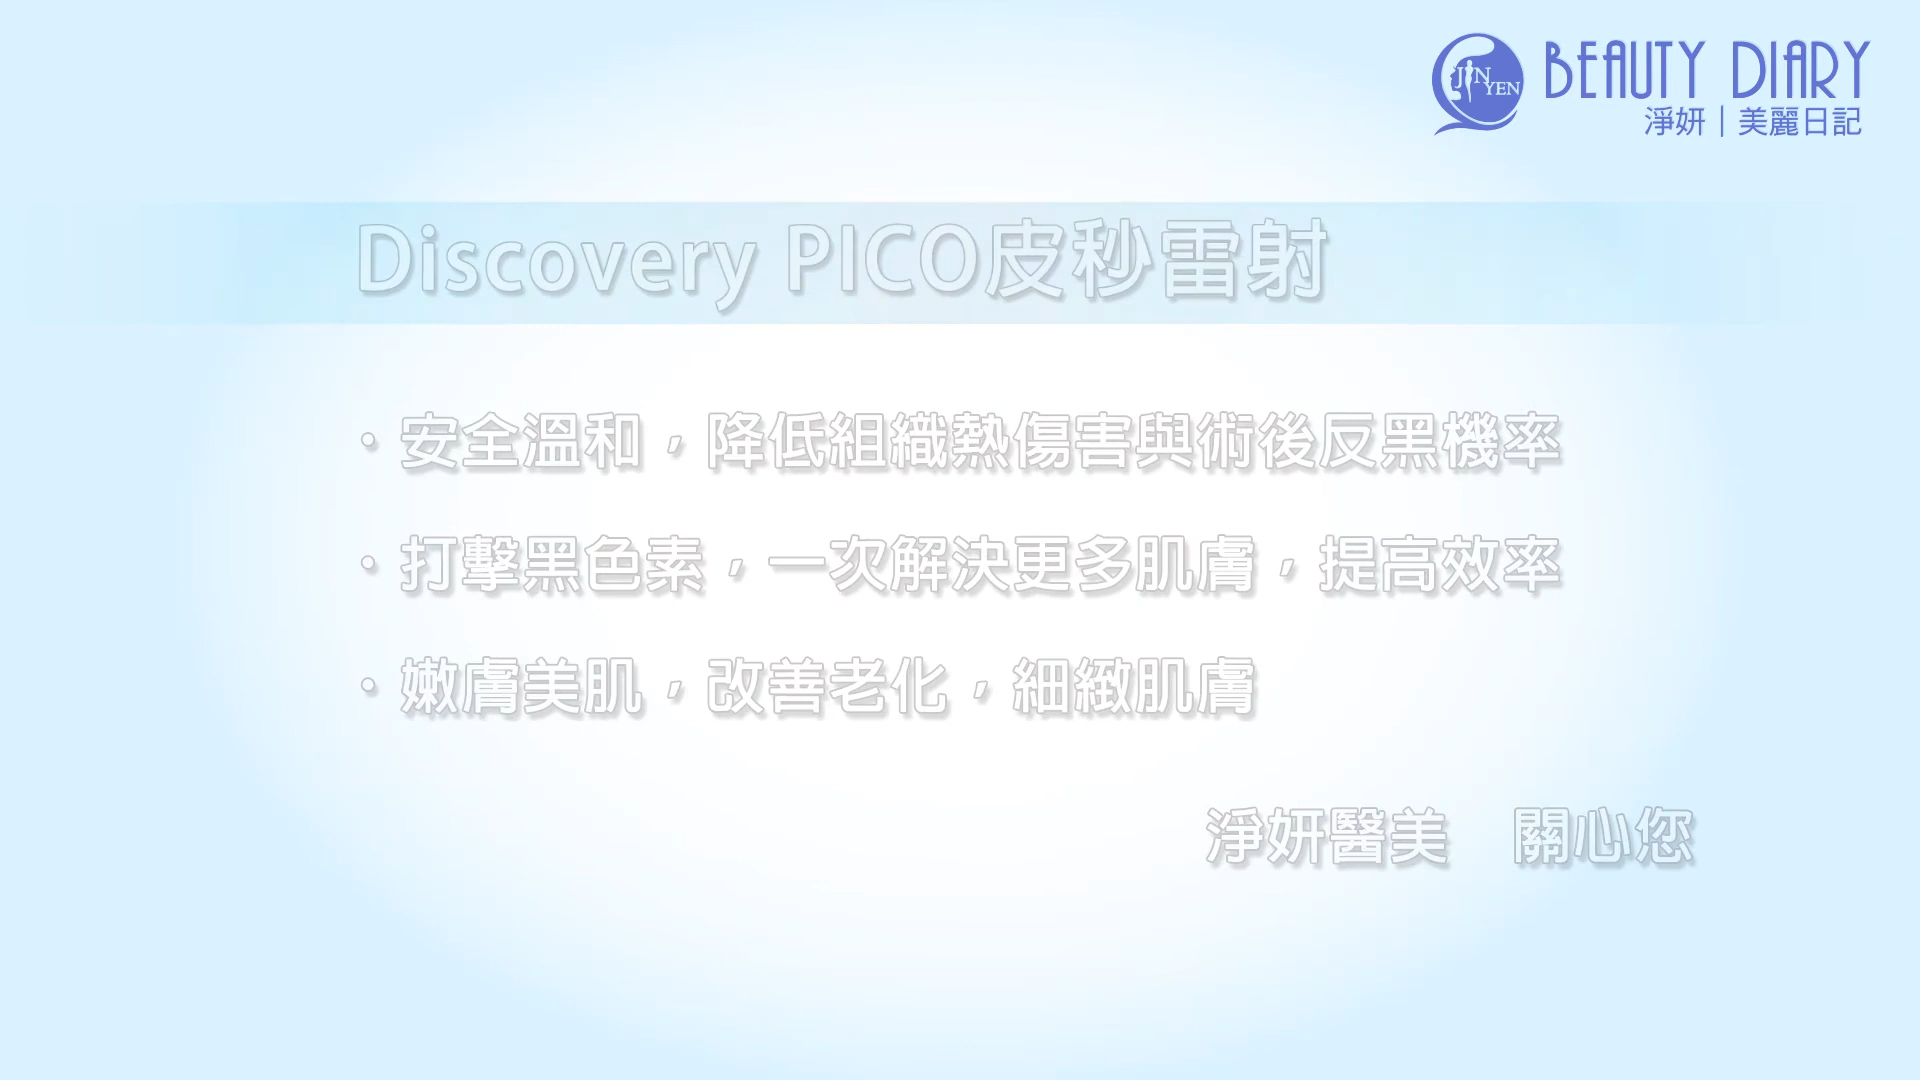 JIN YEN
BEAUTY DIARY
淨妍｜美麗日記
Discovery PICO皮秒雷射
・安全溫和，降低組織熱傷害與術後反黑機率
・打擊黑色素，一次解決更多肌膚，提高效率
・嫩膚美肌，改善老化，細緻肌膚
淨妍醫美　關心您